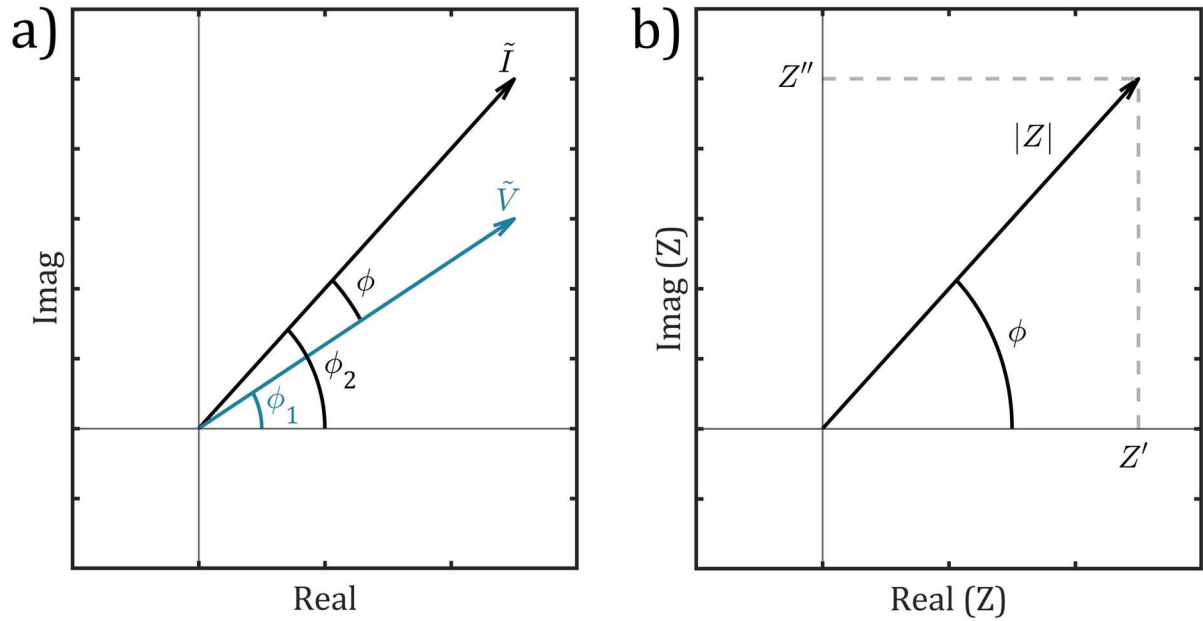 a)
Ĩ
Ṽ
ϕ
ϕ₂
ϕ₁
Imag
Real
b)
Z″
|Z|
ϕ
Z′
Imag (Z)
Real (Z)